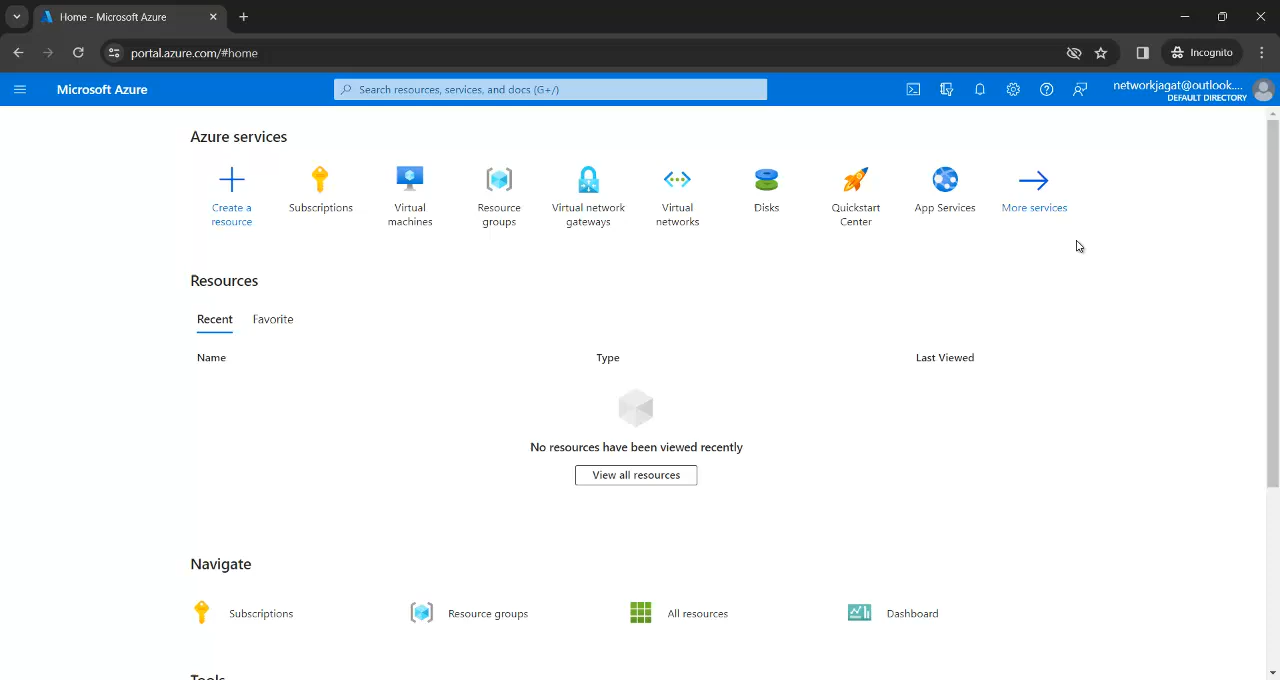 Home - Microsoft Azure
portal.azure.com/#home
Incognito
Microsoft Azure
Search resources, services, and docs (G+/)
networkjagat@outlook....
DEFAULT DIRECTORY
Azure services
Create a
resource
Subscriptions
Virtual
machines
Resource
groups
Virtual network
gateways
Virtual
networks
Disks
Quickstart
Center
App Services
More services
Resources
Recent
Favorite
Name
Type
Last Viewed
No resources have been viewed recently
View all resources
Navigate
Subscriptions
Resource groups
All resources
Dashboard
Tools